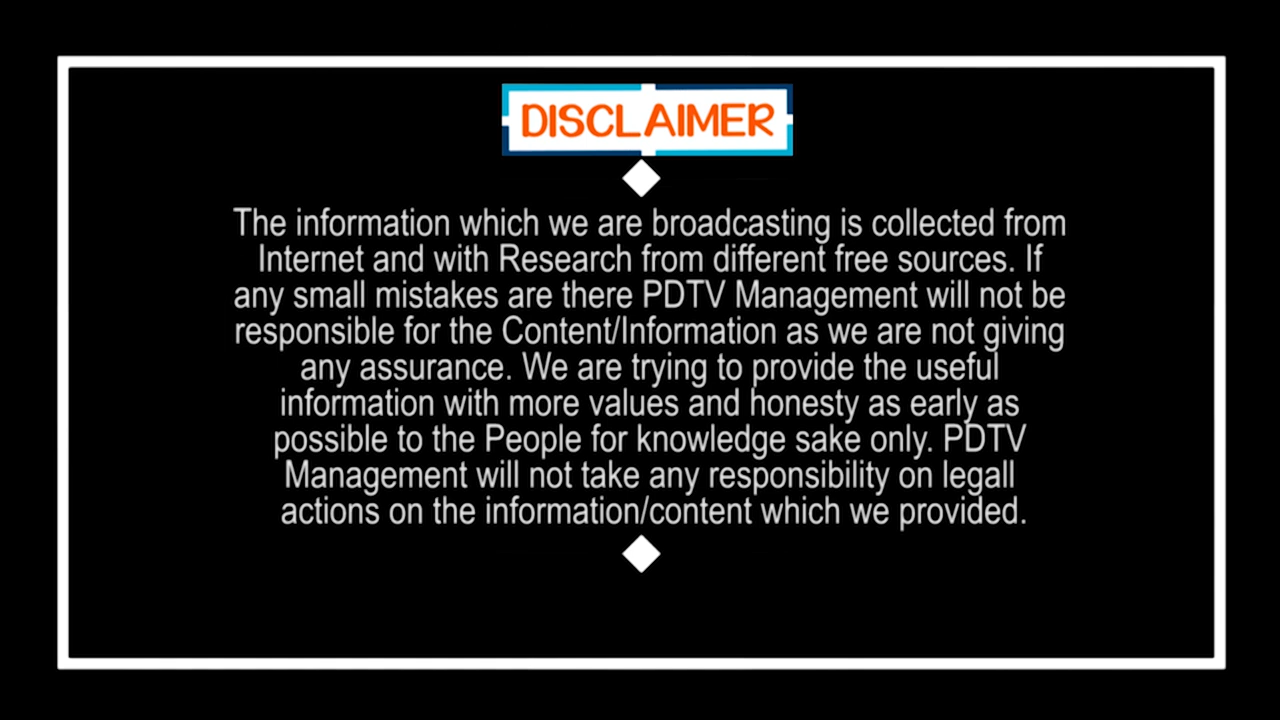 DISCLAIMER
The information which we are broadcasting is collected from
Internet and with Research from different free sources. If
any small mistakes are there PDTV Management will not be
responsible for the Content/Information as we are not giving
any assurance. We are trying to provide the useful
information with more values and honesty as early as
possible to the People for knowledge sake only. PDTV
Management will not take any responsibility on legall
actions on the information/content which we provided.